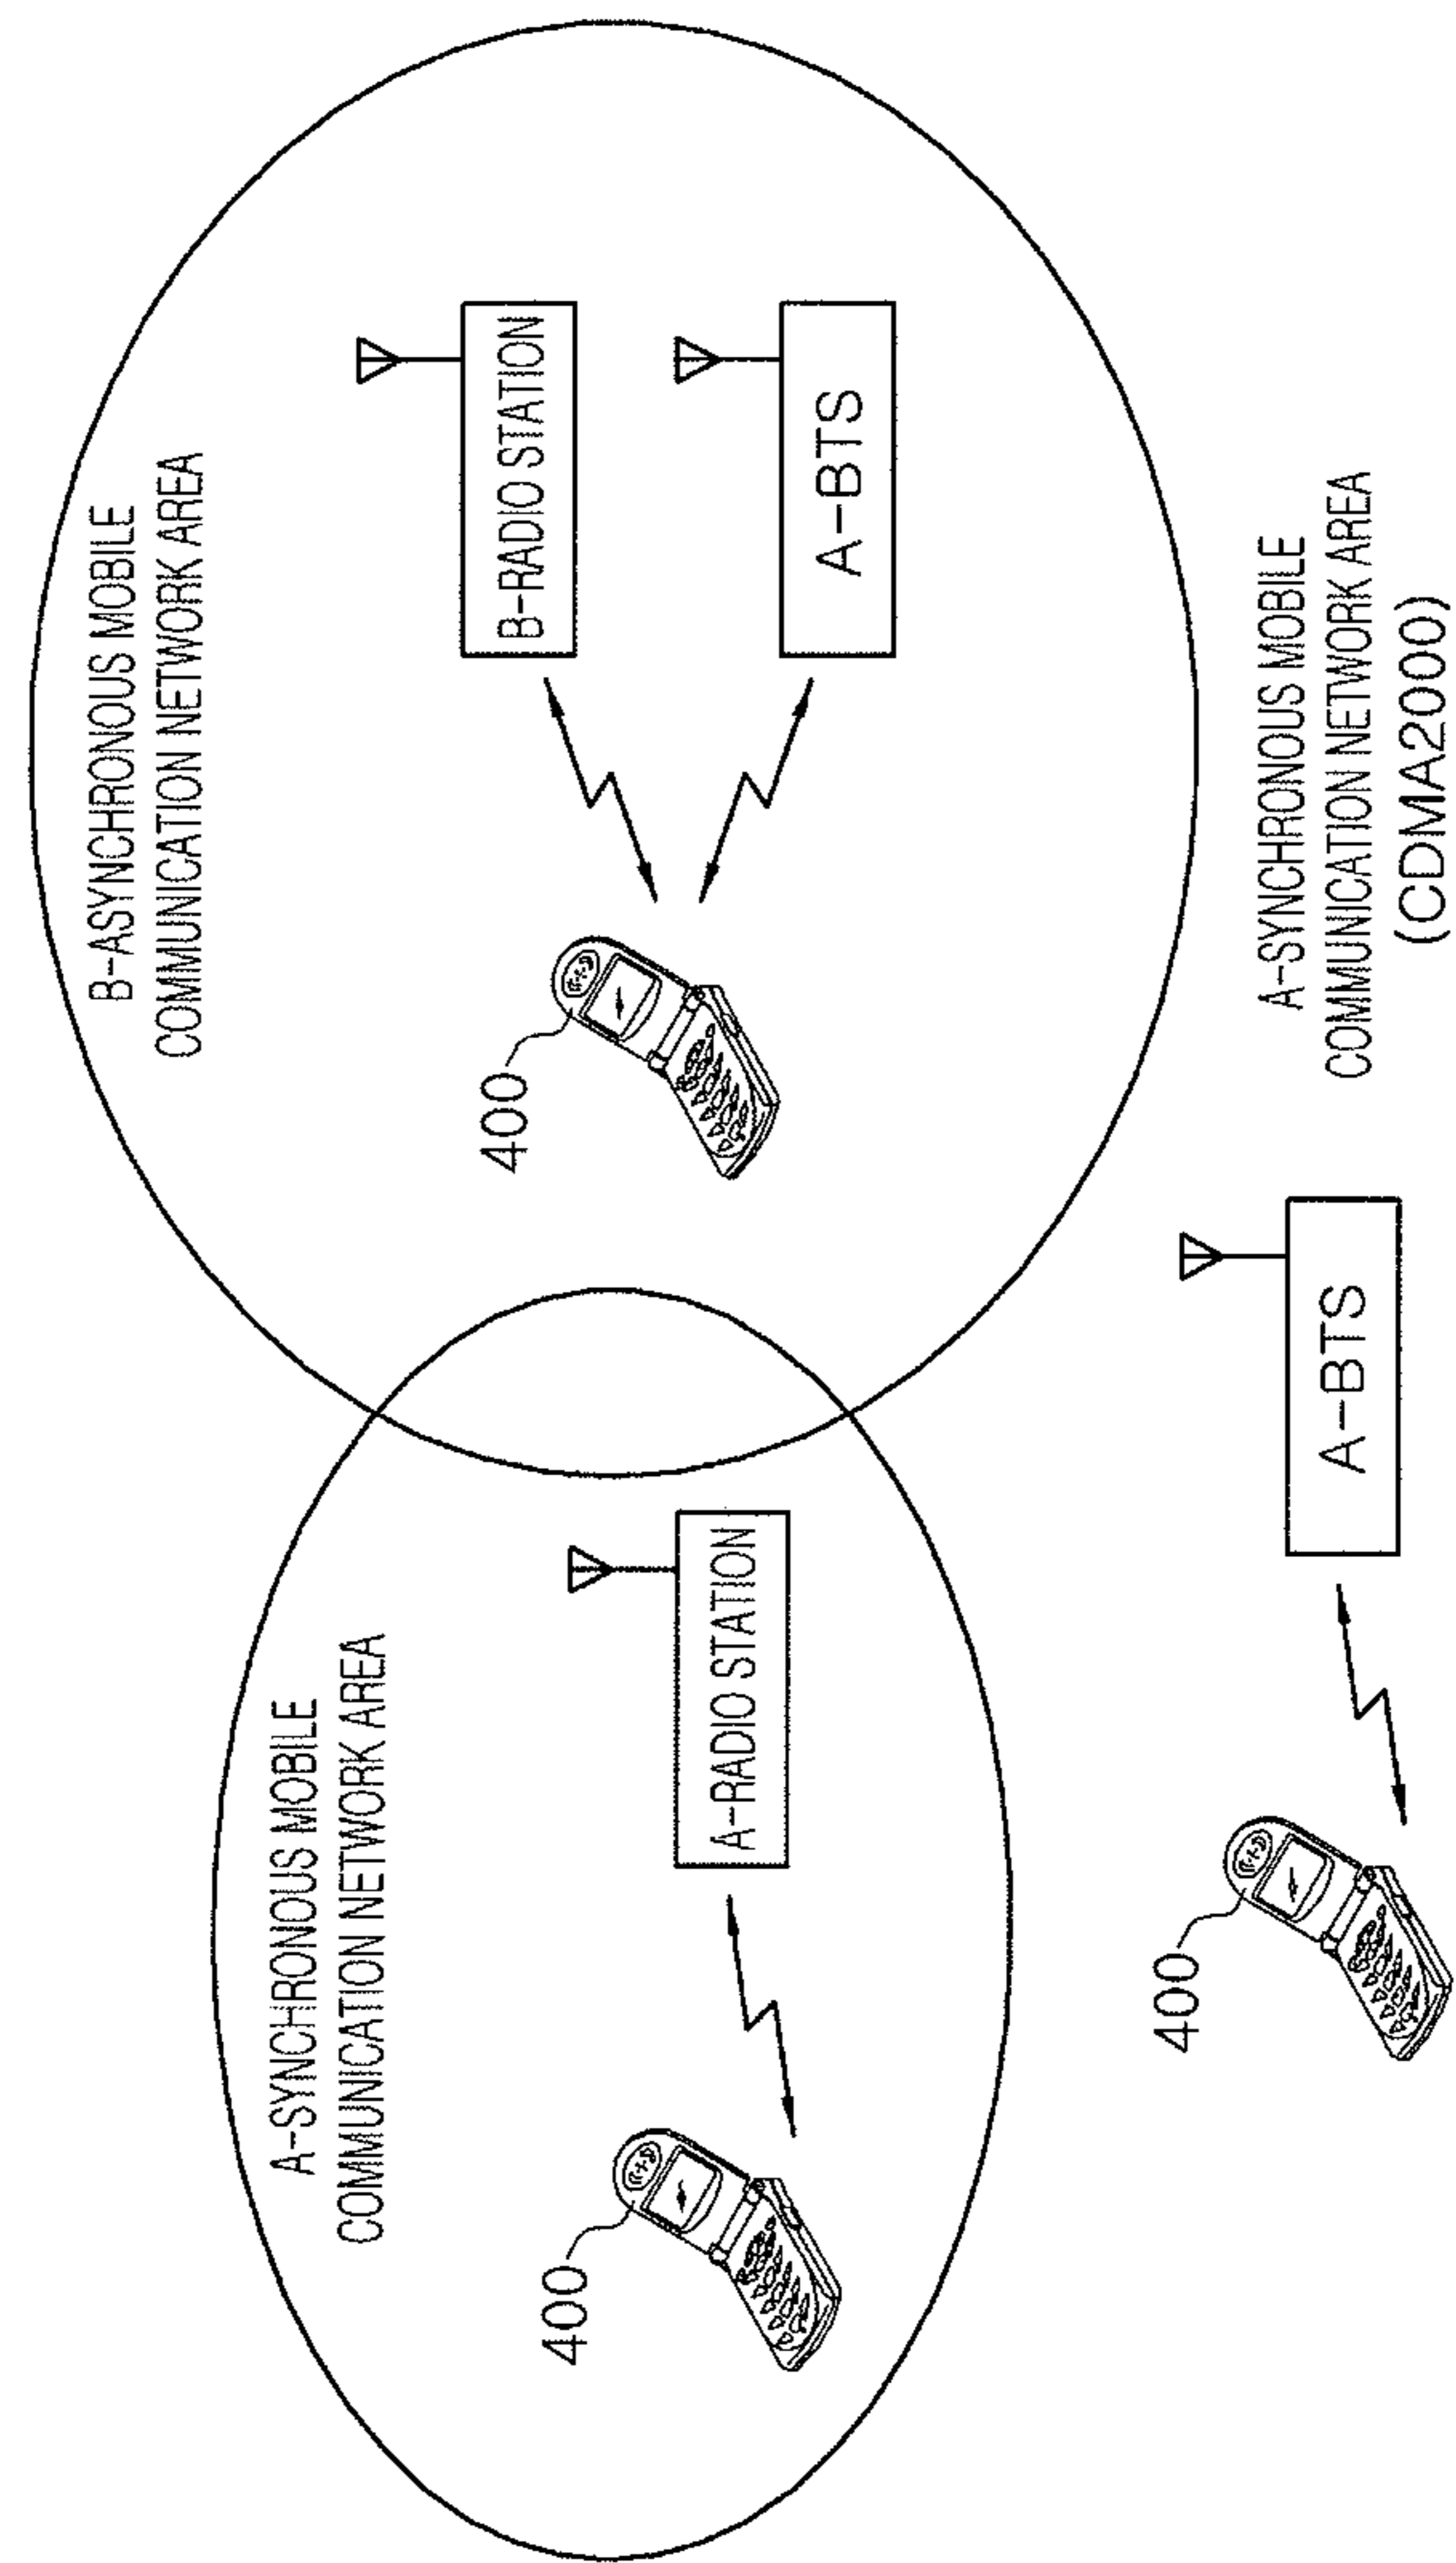 B-ASYNCHRONOUS MOBILE
COMMUNICATION NETWORK AREA
A-SYNCHRONOUS MOBILE
COMMUNICATION NETWORK AREA
400
B-RADIO STATION
400
A-RADIO STATION
A-BTS
400
A-BTS
A-SYNCHRONOUS MOBILE
COMMUNICATION NETWORK AREA
(CDMA2000)